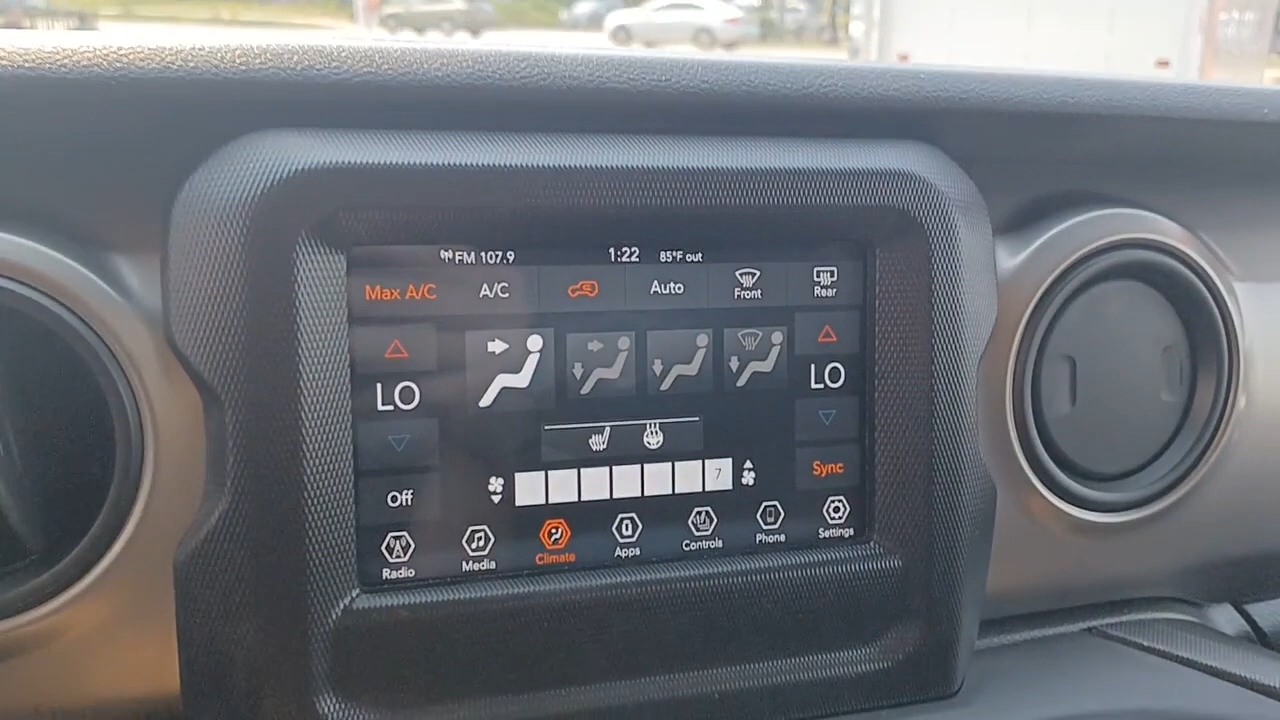 FM 107.9 1:22 85°F out
Max A/C A/C Auto Front Rear
LO LO
Sync
7
Off
Radio Media Climate Apps Controls Phone Settings